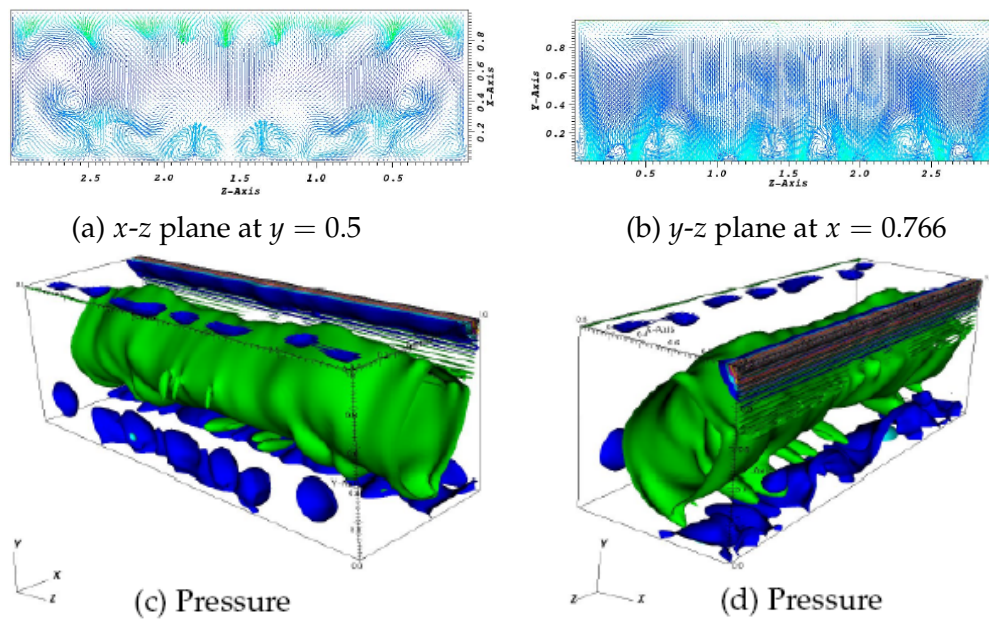 0.8
0.6
0.4
0.2
X-Axis
2.5 2.0 1.5 1.0 0.5
Z-Axis
0.8
0.6
0.4
0.2
Y-Axis
0.5 1.0 1.5 2.0 2.5
Z-Axis
(a) x-z plane at y = 0.5
(b) y-z plane at x = 0.766
X-Axis
Y
X
Z
(c) Pressure
Y
Z
X
(d) Pressure